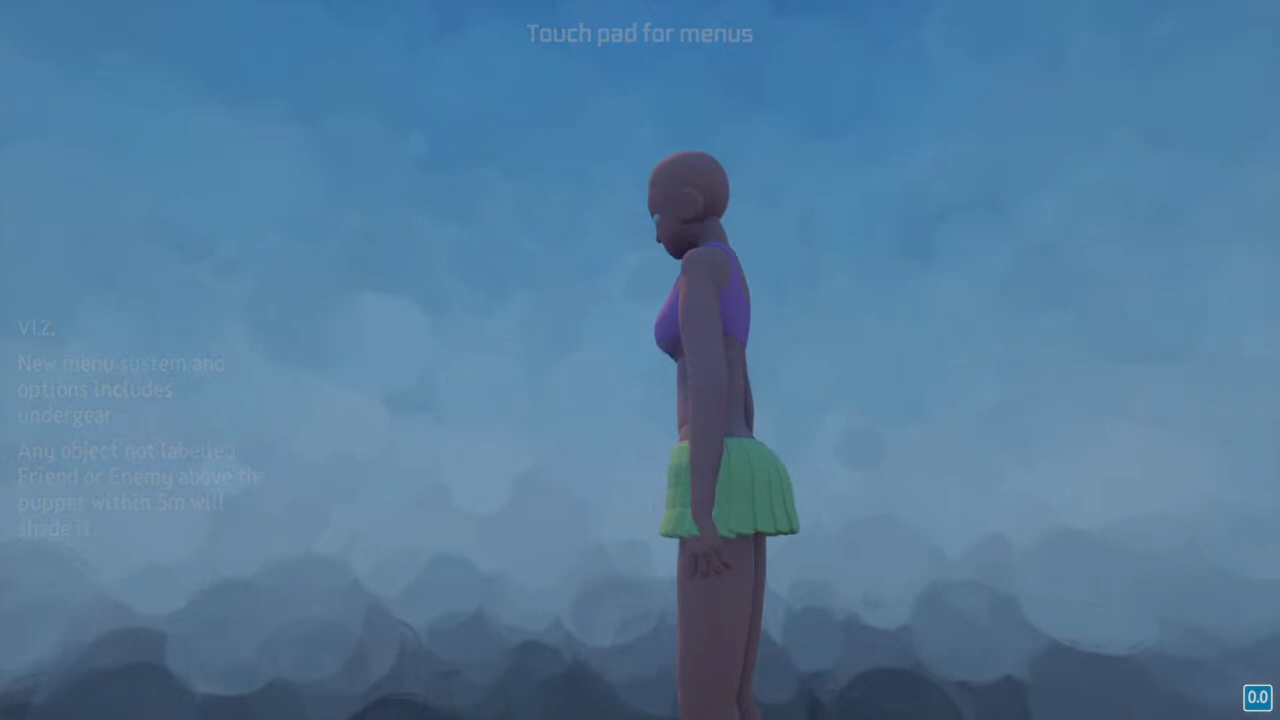 Touch pad for menus
V1.2.
New menu system and
options includes
undergear
Any object not labelled
Friend or Enemy above the
puppet within 5m will
shade it.
0.0